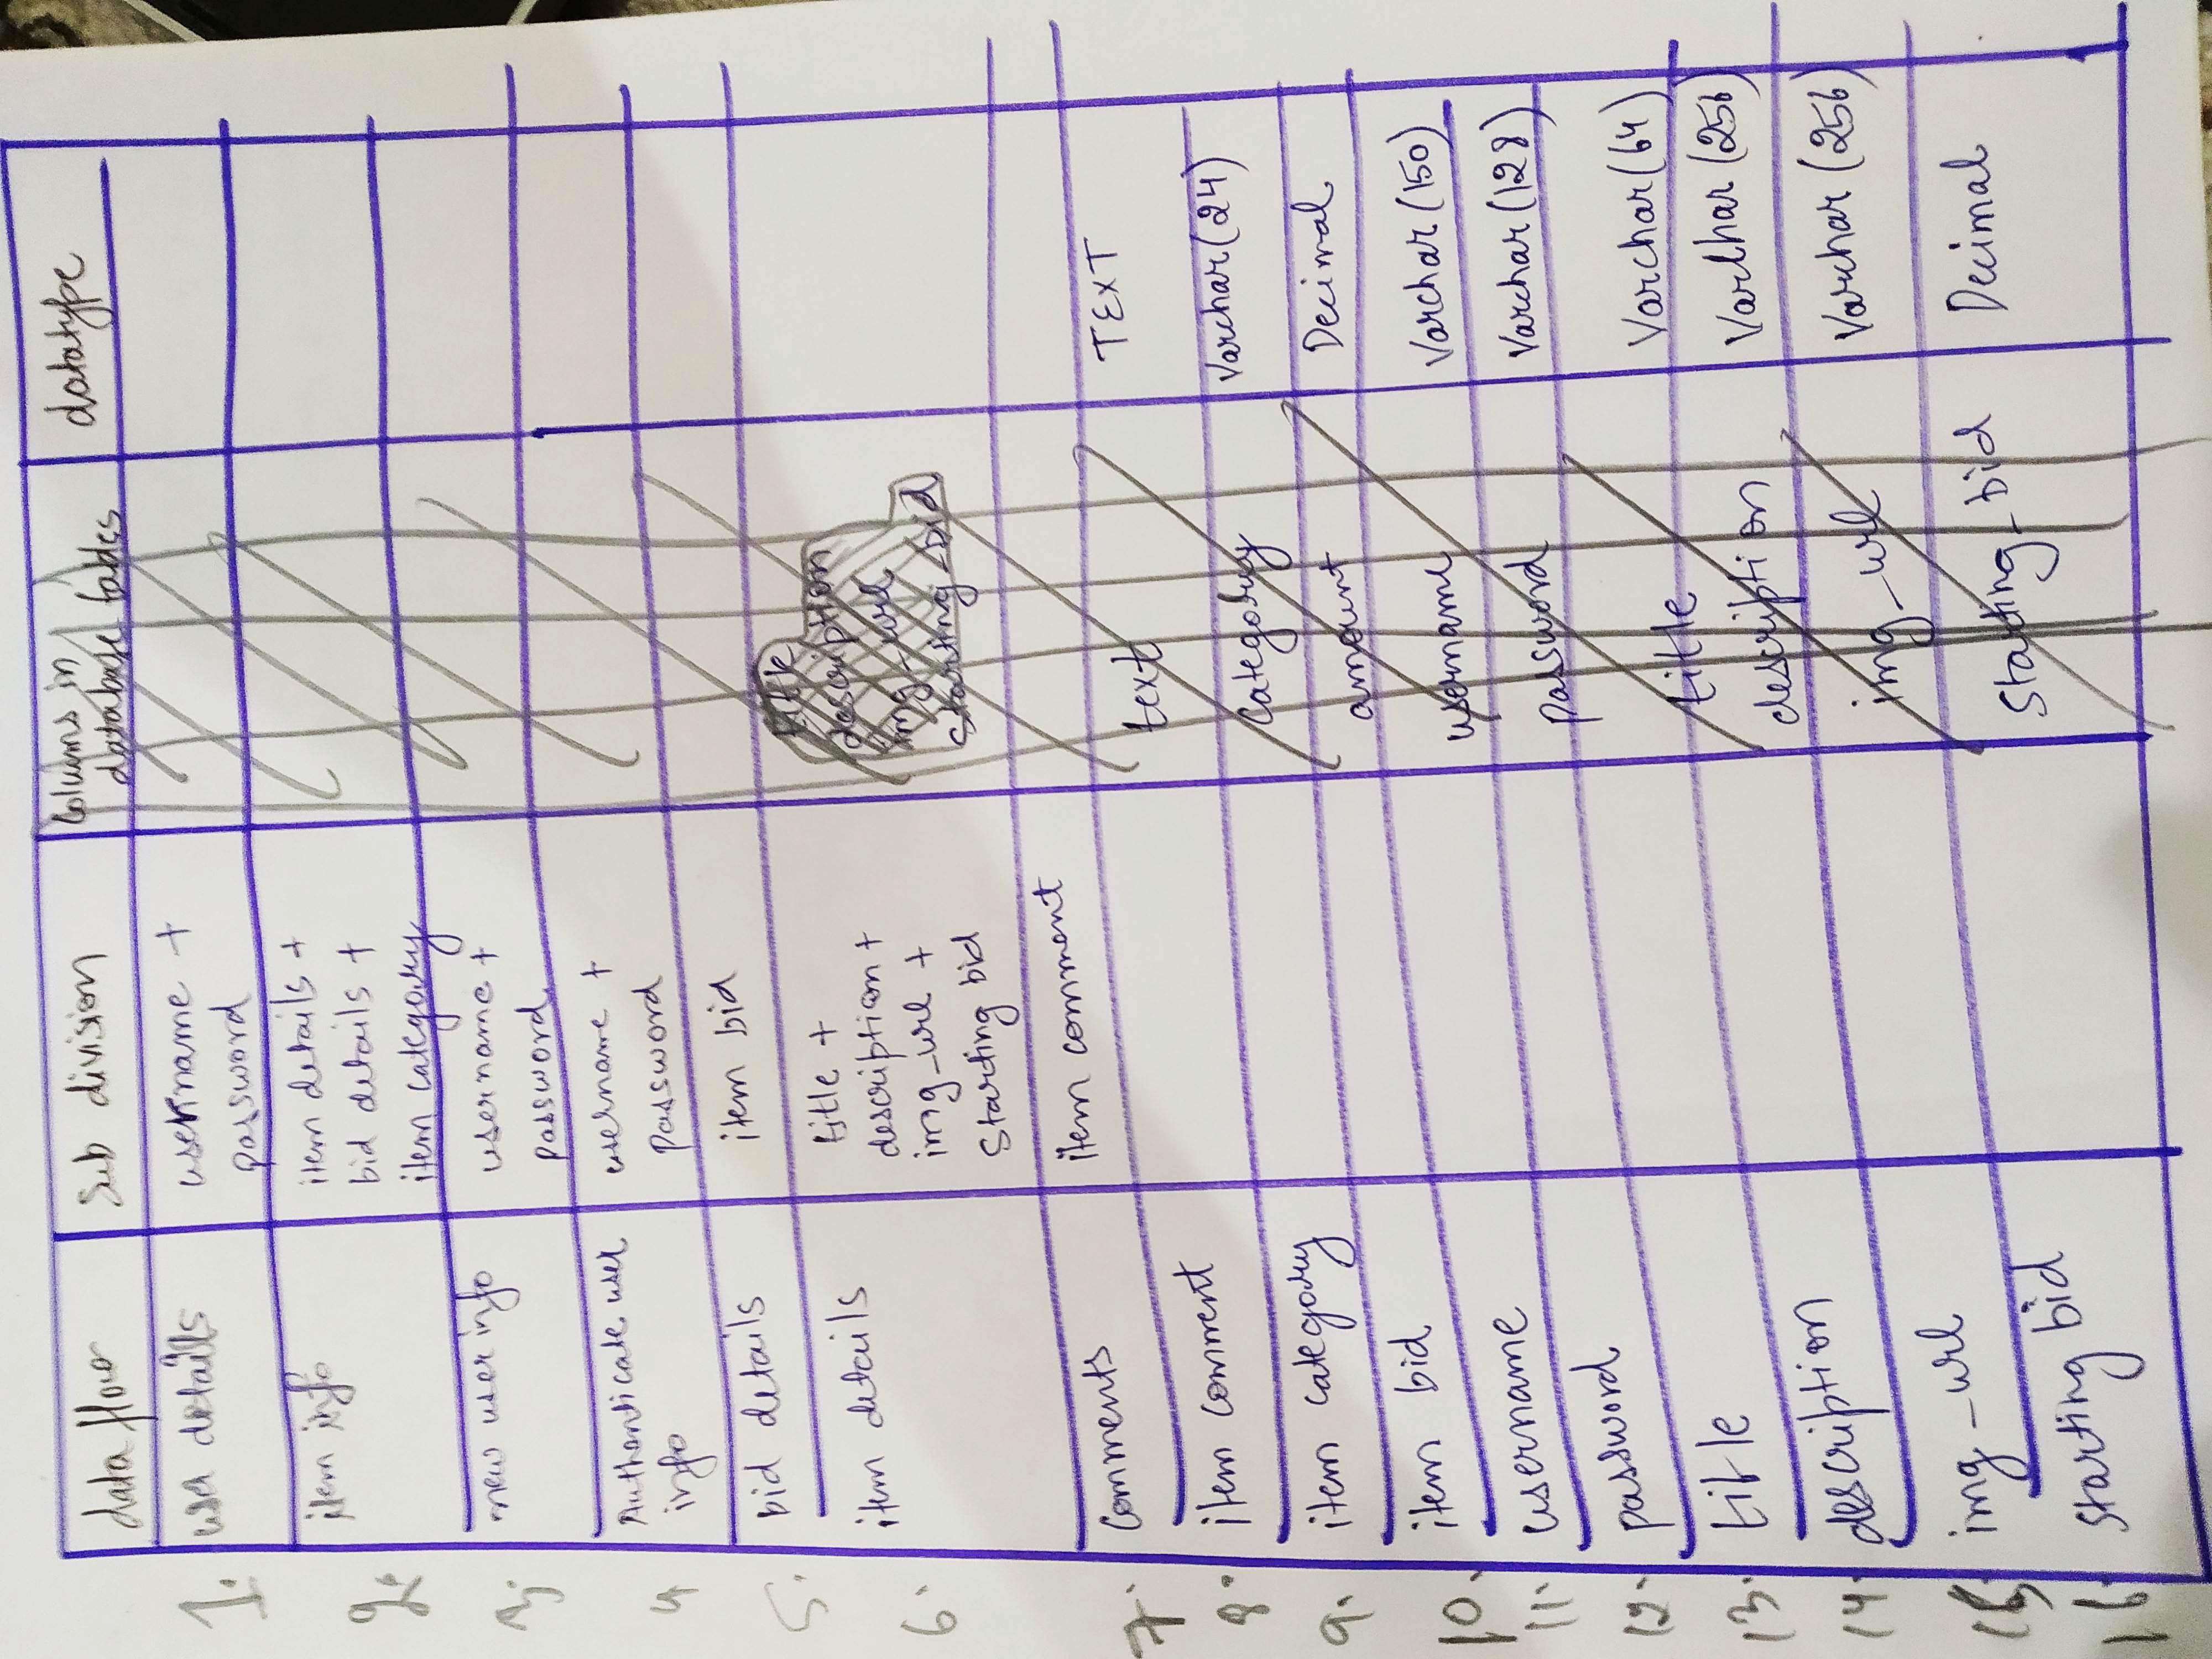 data flow sub division Columns in database tables datatype
1. user details username +
password
2. item info item details +
bid details +
item category
3. new user info username +
password
4 Authenticate user info username +
password
5. bid details item bid
6. item details title + title
description + description
img_url + img_url
Starting bid Starting_bid
7. Comments item comment
8. item comment text TEXT
9. item category category Varchar(24)
10. item bid amount Decimal
11. username username Varchar(150)
12. password password Varchar(128)
13. title title Varchar(64)
14. description description Varchar(256)
15 img_url img_url Varchar(256)
16 Starting bid Starting_bid Decimal